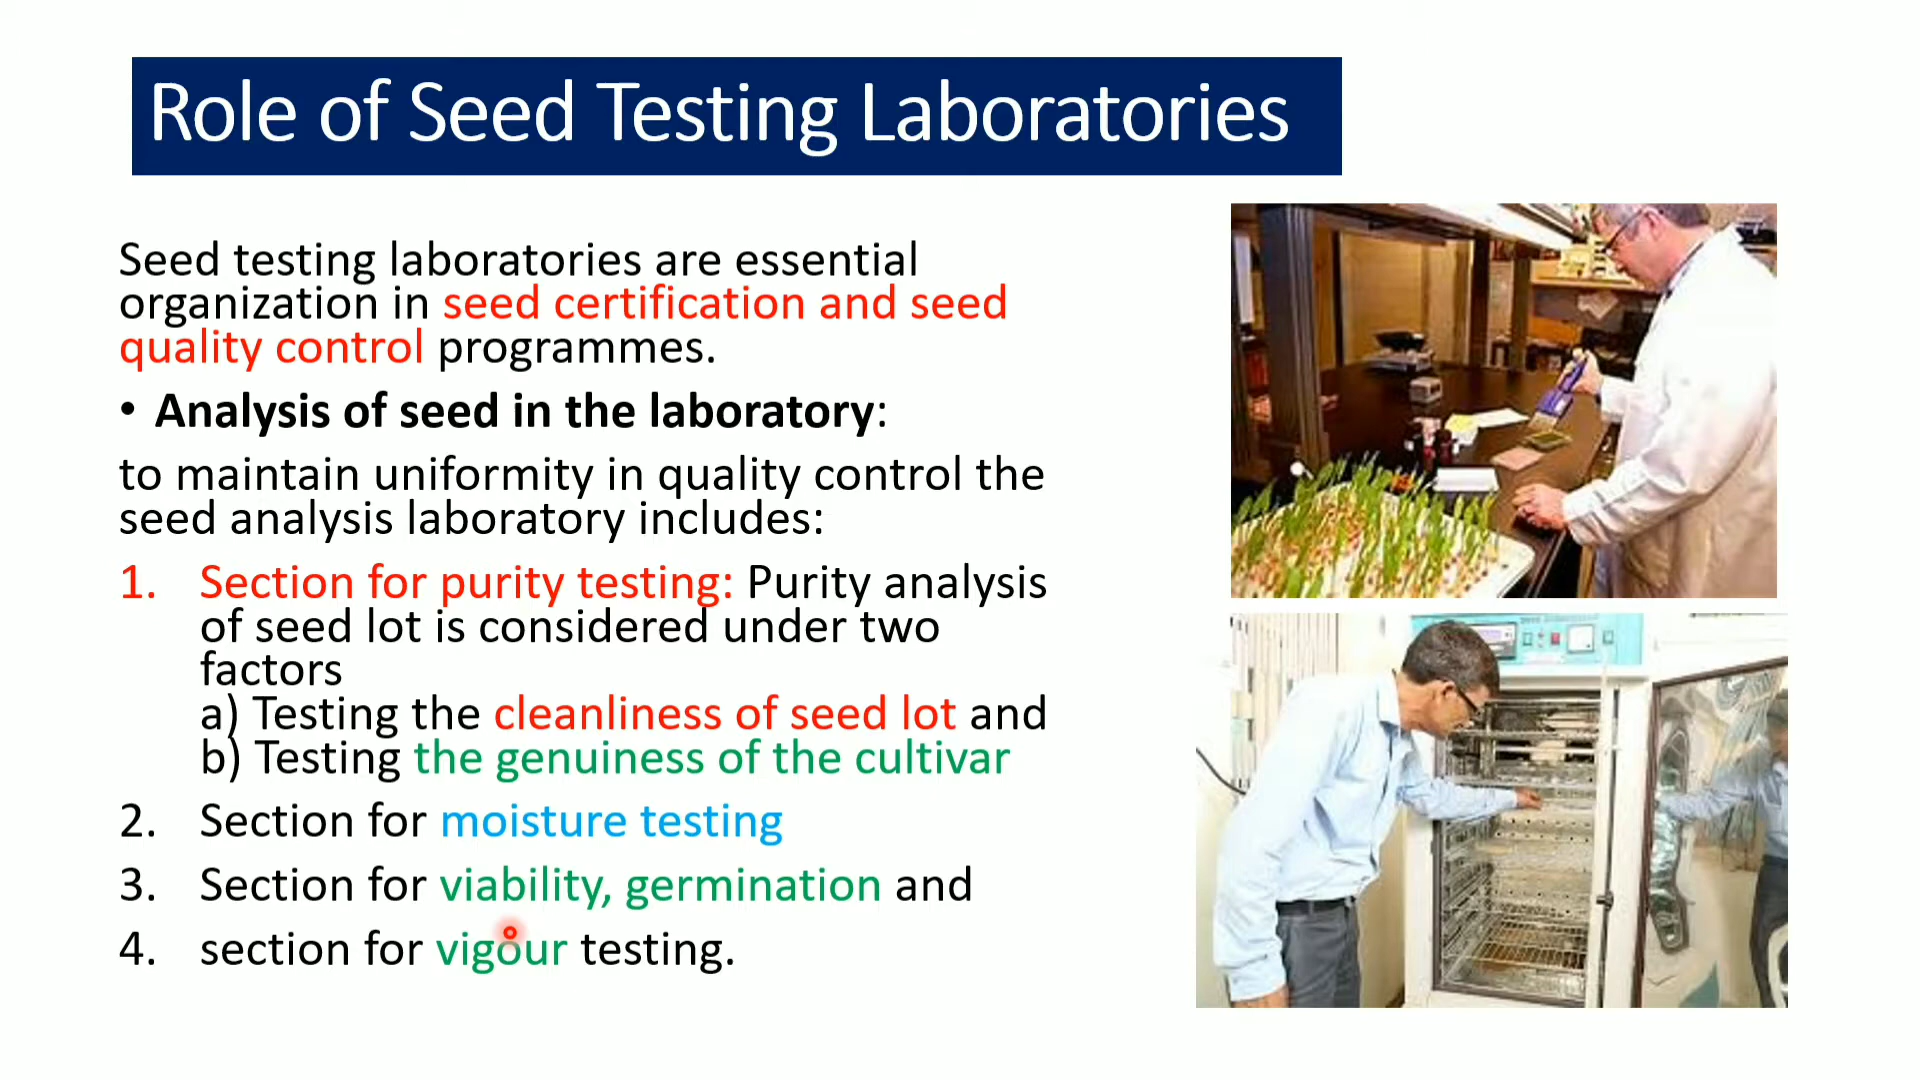 Role of Seed Testing Laboratories
Seed testing laboratories are essential
organization in seed certification and seed
quality control programmes.
• Analysis of seed in the laboratory:
to maintain uniformity in quality control the
seed analysis laboratory includes:
1. Section for purity testing: Purity analysis
of seed lot is considered under two
factors
a) Testing the cleanliness of seed lot and
b) Testing the genuiness of the cultivar
2. Section for moisture testing
3. Section for viability, germination and
4. section for vigour testing.